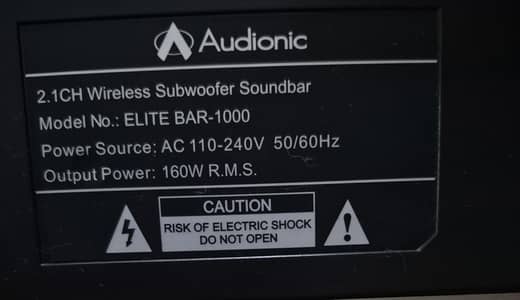 Audionic
2.1CH Wireless Subwoofer Soundbar
Model No.: ELITE BAR-1000
Power Source: AC 110-240V 50/60Hz
Output Power: 160W R.M.S.
CAUTION
RISK OF ELECTRIC SHOCK
DO NOT OPEN